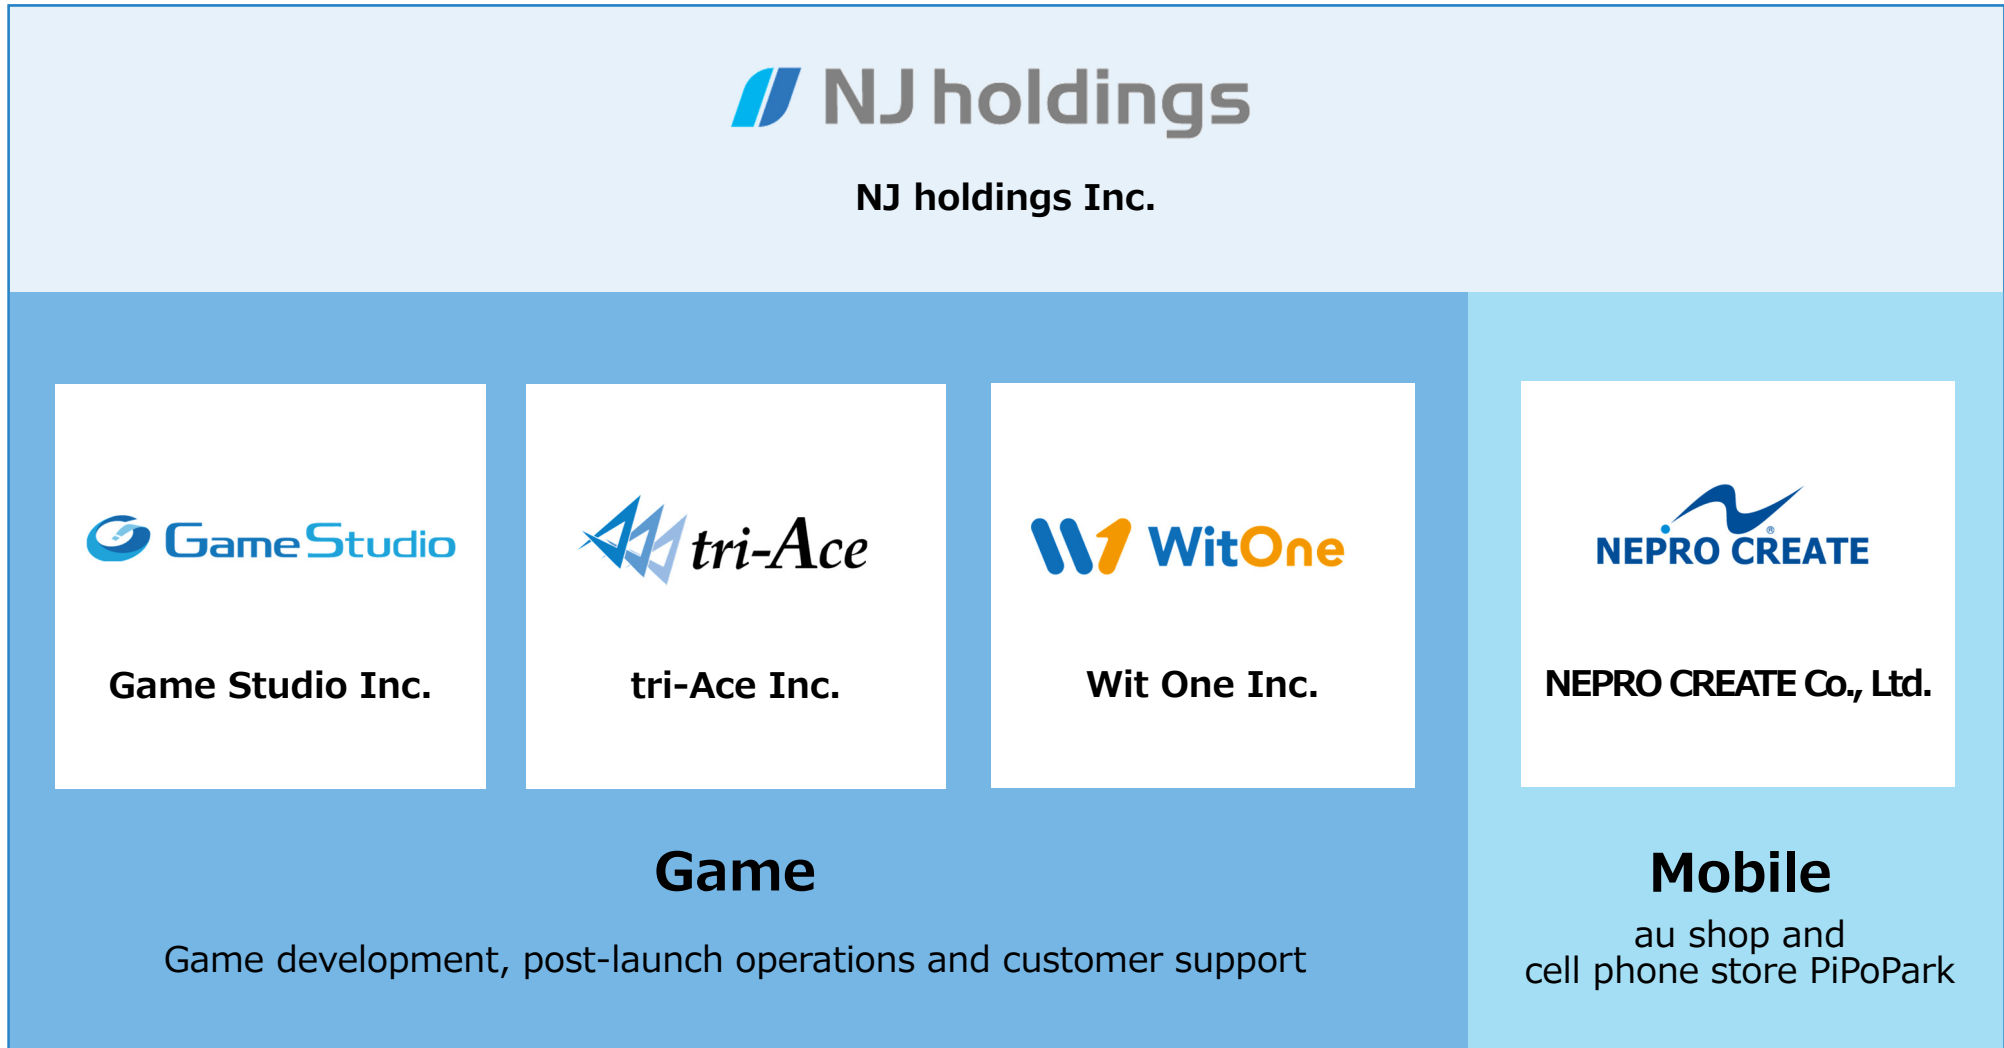 NJ holdings
NJ holdings Inc.
GameStudio
Game Studio Inc.
tri-Ace
tri-Ace Inc.
W1 WitOne
Wit One Inc.
NEPRO CREATE ®
NEPRO CREATE Co., Ltd.
Game
Game development, post-launch operations and customer support
Mobile
au shop and
cell phone store PiPoPark